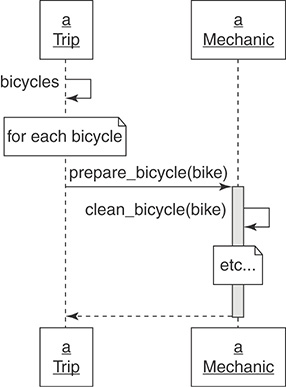 a
Trip
a
Mechanic
bicycles
for each bicycle
prepare_bicycle(bike)
clean_bicycle(bike)
etc...
a
Trip
a
Mechanic